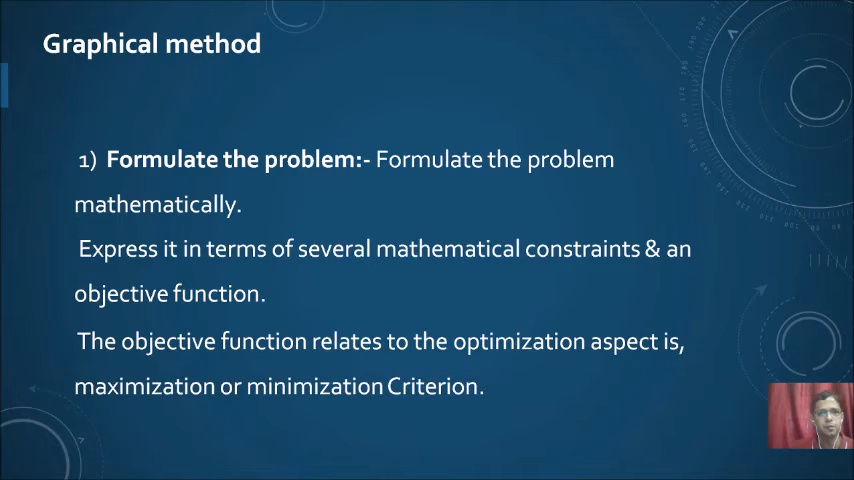 Graphical method
1) Formulate the problem:- Formulate the problem
mathematically.
Express it in terms of several mathematical constraints & an
objective function.
The objective function relates to the optimization aspect is,
maximization or minimization Criterion.